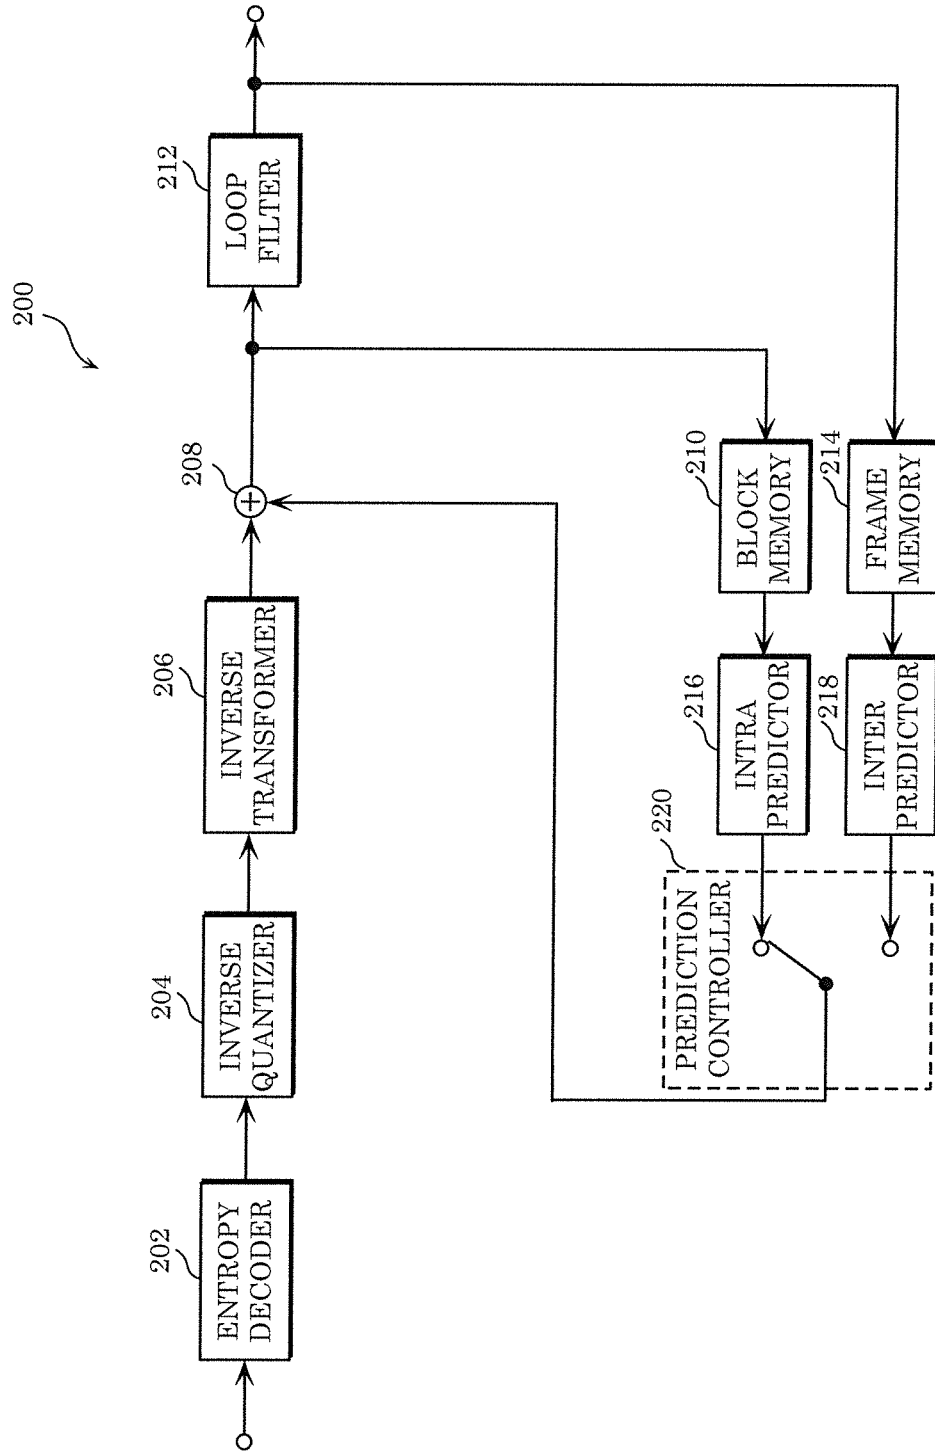 200
202
ENTROPY
DECODER
204
INVERSE
QUANTIZER
206
INVERSE
TRANSFORMER
208
+
212
LOOP
FILTER
220
PREDICTION
CONTROLLER
216
INTRA
PREDICTOR
210
BLOCK
MEMORY
218
INTER
PREDICTOR
214
FRAME
MEMORY